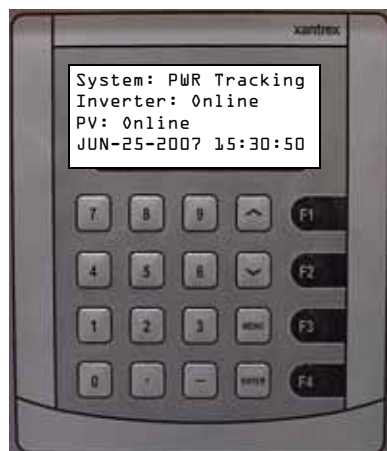 xantrex
System: PWR Tracking
Inverter: Online
PV: Online
JUN-25-2007 15:30:50
7 8 9 F1
4 5 6 F2
1 2 3 MENU F3
0 . - ENTER F4